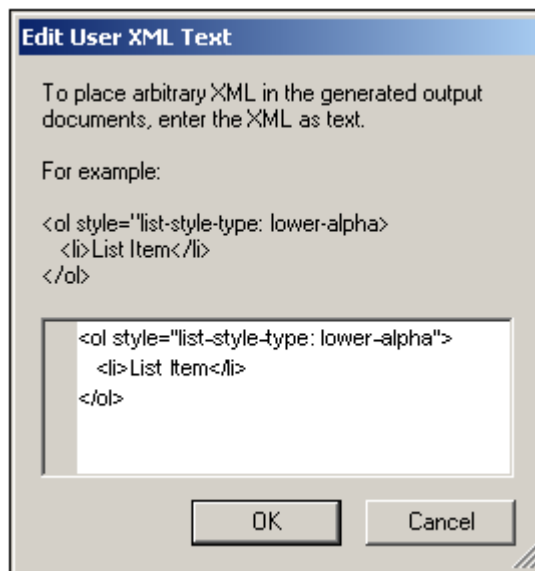 Edit User XML Text
To place arbitrary XML in the generated output
documents, enter the XML as text.
For example:
<ol style="list-style-type: lower-alpha>
<li>List Item</li>
</ol>
<ol style="list-style-type: lower-alpha">
<li>List Item</li>
</ol>
OK
Cancel